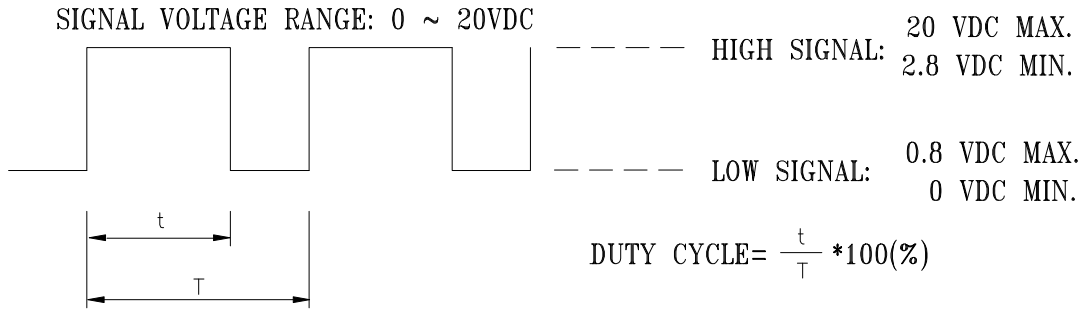 SIGNAL VOLTAGE RANGE: 0 ~ 20VDC
HIGH SIGNAL: 20 VDC MAX.
2.8 VDC MIN.
LOW SIGNAL: 0.8 VDC MAX.
0 VDC MIN.
t
T
DUTY CYCLE= t/T *100(%)